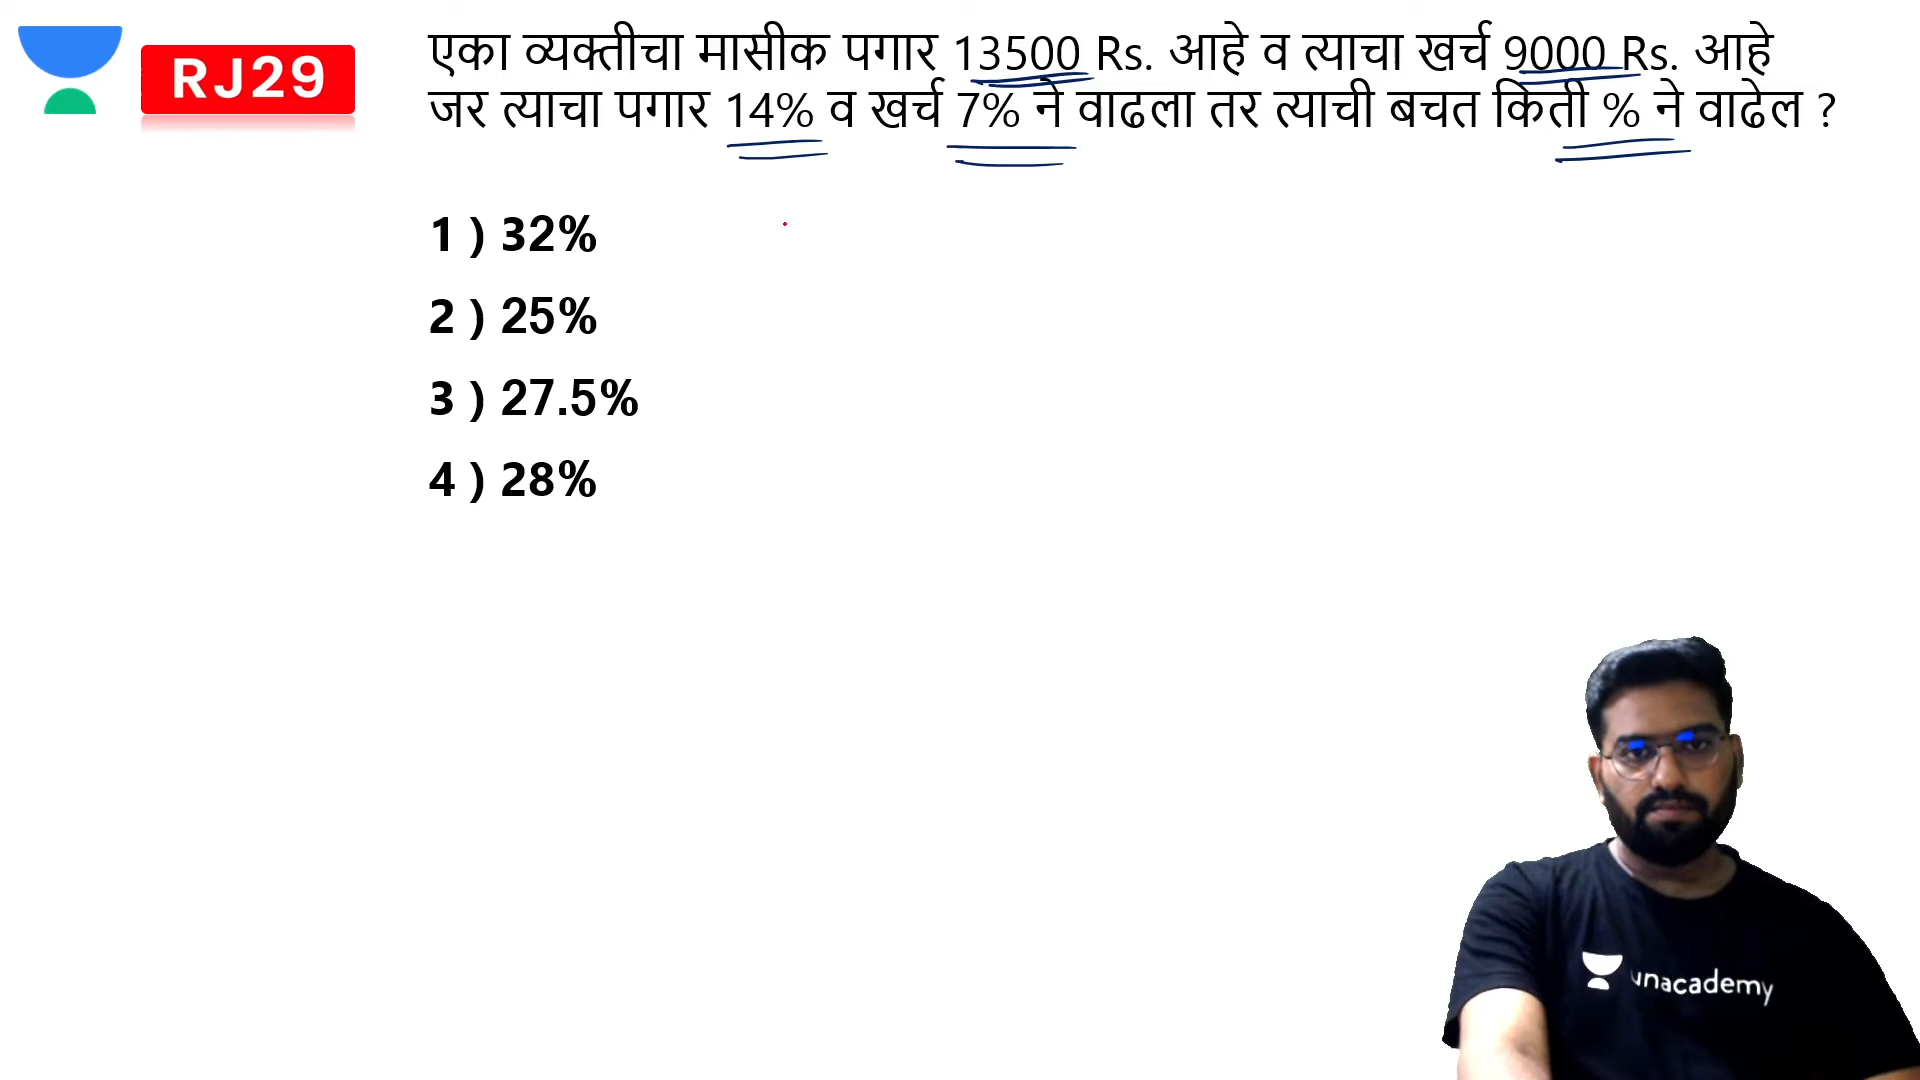 RJ29
एका व्यक्तीचा मासीक पगार 13500 Rs. आहे व त्याचा खर्च 9000 Rs. आहे
जर त्याचा पगार 14% व खर्च 7% ने वाढला तर त्याची बचत किती % ने वाढेल ?
1 ) 32%
2 ) 25%
3 ) 27.5%
4 ) 28%
unacademy